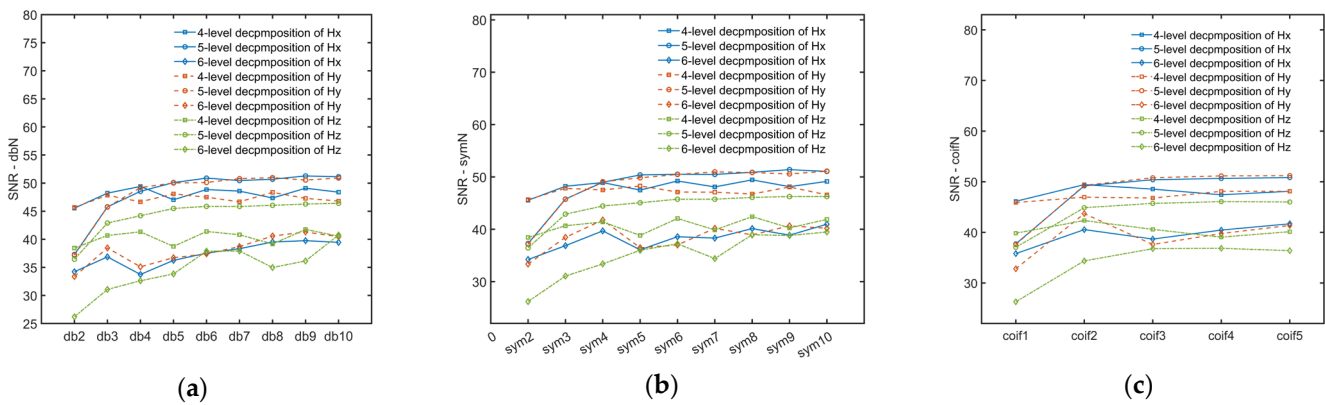 SNR - dbN
80
75
70
65
60
55
50
45
40
35
30
25
4-level decpmposition of Hx
5-level decpmposition of Hx
6-level decpmposition of Hx
4-level decpmposition of Hy
5-level decpmposition of Hy
6-level decpmposition of Hy
4-level decpmposition of Hz
5-level decpmposition of Hz
6-level decpmposition of Hz
db2 db3 db4 db5 db6 db7 db8 db9 db10
(a)
SNR - symN
80
70
60
50
40
30
4-level decpmposition of Hx
5-level decpmposition of Hx
6-level decpmposition of Hx
4-level decpmposition of Hy
5-level decpmposition of Hy
6-level decpmposition of Hy
4-level decpmposition of Hz
5-level decpmposition of Hz
6-level decpmposition of Hz
0 sym2 sym3 sym4 sym5 sym6 sym7 sym8 sym9 sym10
(b)
SNR - coifN
80
70
60
50
40
30
4-level decpmposition of Hx
5-level decpmposition of Hx
6-level decpmposition of Hx
4-level decpmposition of Hy
5-level decpmposition of Hy
6-level decpmposition of Hy
4-level decpmposition of Hz
5-level decpmposition of Hz
6-level decpmposition of Hz
coif1 coif2 coif3 coif4 coif5
(c)